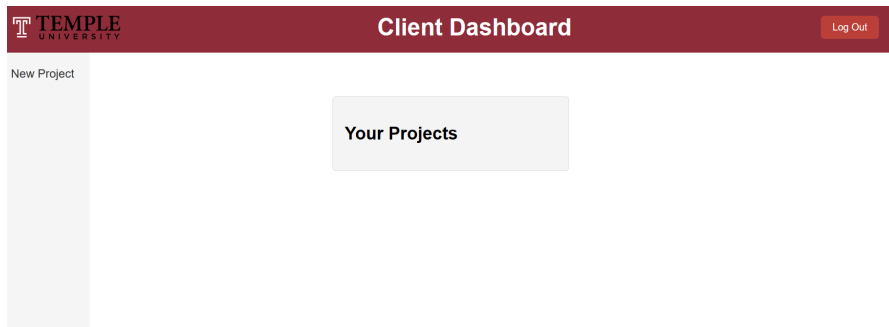 TEMPLE
UNIVERSITY
Client Dashboard
Log Out
New Project
Your Projects